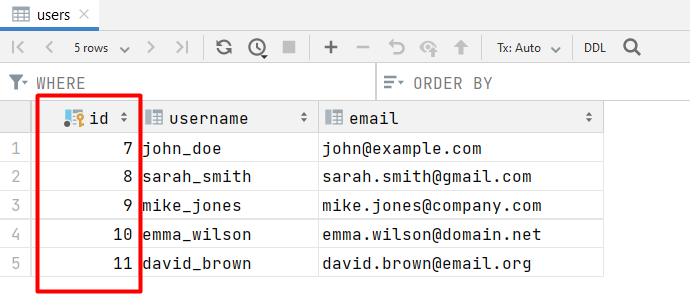 users
5 rows Tx: Auto DDL
WHERE ORDER BY
id username email
1 7 john_doe john@example.com
2 8 sarah_smith sarah.smith@gmail.com
3 9 mike_jones mike.jones@company.com
4 10 emma_wilson emma.wilson@domain.net
5 11 david_brown david.brown@email.org